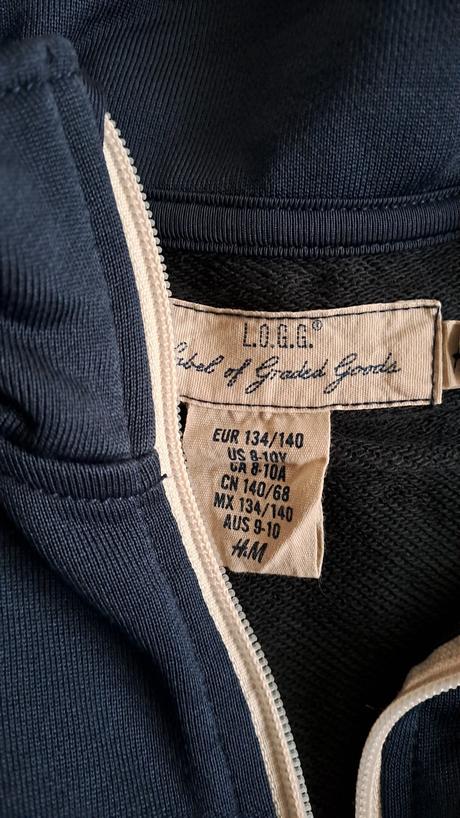 L.O.G.G.®
Label of Graded Goods
EUR 134/140
US 8-10Y
CA 8-10A
CN 140/68
MX 134/140
AUS 9-10
H&M